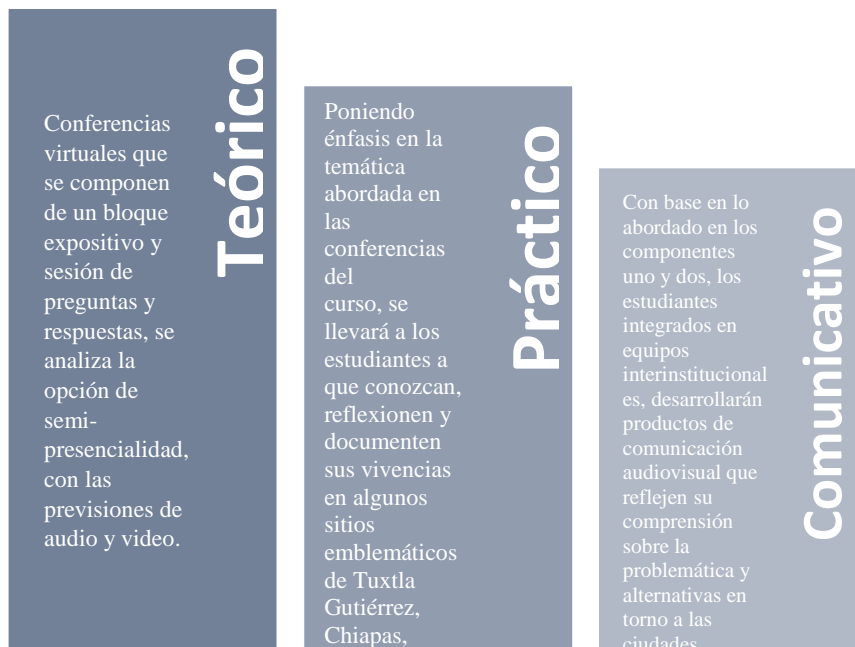 Teórico
Conferencias
virtuales que
se componen
de un bloque
expositivo y
sesión de
preguntas y
respuestas, se
analiza la
opción de
semi-
presencialidad,
con las
previsiones de
audio y video.
Práctico
Poniendo
énfasis en la
temática
abordada en
las
conferencias
del
curso, se
llevará a los
estudiantes a
que conozcan,
reflexionen y
documenten
sus vivencias
en algunos
sitios
emblemáticos
de Tuxtla
Gutiérrez,
Chiapas,
Comunicativo
Con base en lo
abordado en los
componentes
uno y dos, los
estudiantes
integrados en
equipos
interinstitucional
es, desarrollarán
productos de
comunicación
audiovisual que
reflejen su
comprensión
sobre la
problemática y
alternativas en
torno a las
ciudades